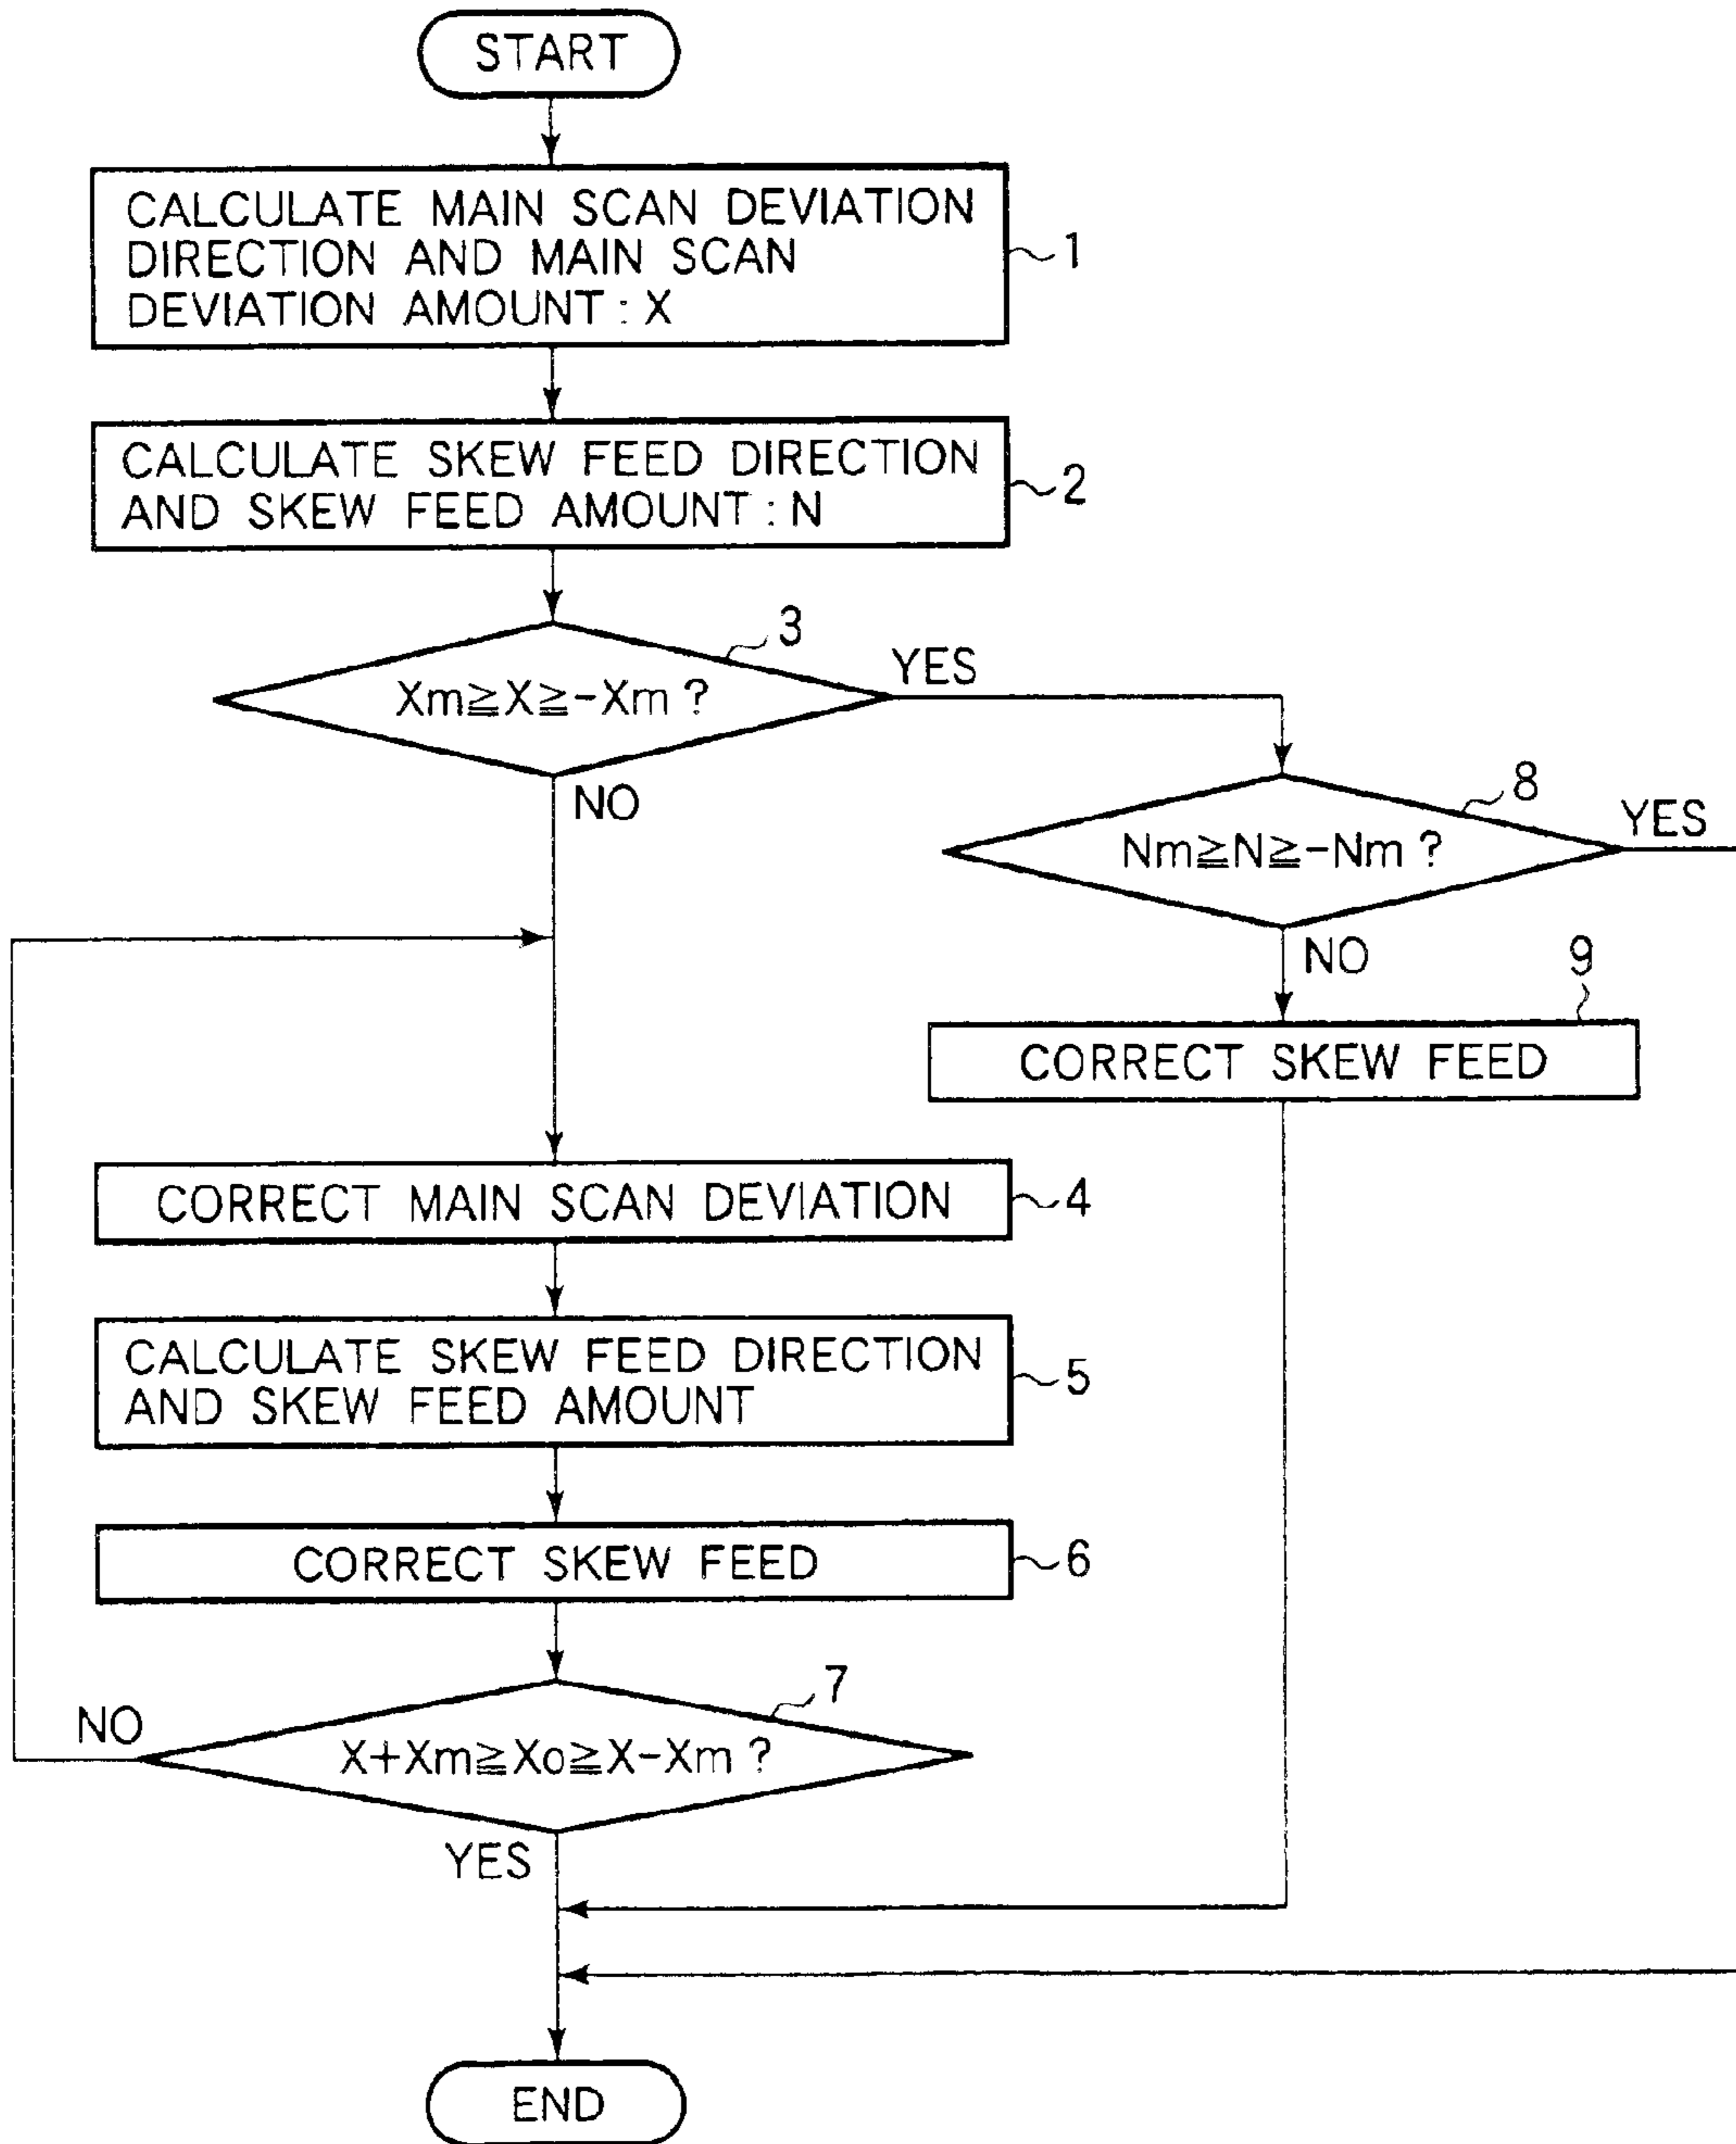 START
CALCULATE MAIN SCAN DEVIATION
DIRECTION AND MAIN SCAN
DEVIATION AMOUNT : X
1
CALCULATE SKEW FEED DIRECTION
AND SKEW FEED AMOUNT : N
2
3
Xm≧X≧-Xm ?
YES
NO
8
Nm≧N≧-Nm ?
YES
NO
9
CORRECT SKEW FEED
CORRECT MAIN SCAN DEVIATION
4
CALCULATE SKEW FEED DIRECTION
AND SKEW FEED AMOUNT
5
CORRECT SKEW FEED
6
7
NO
X+Xm≧Xo≧X-Xm ?
YES
END